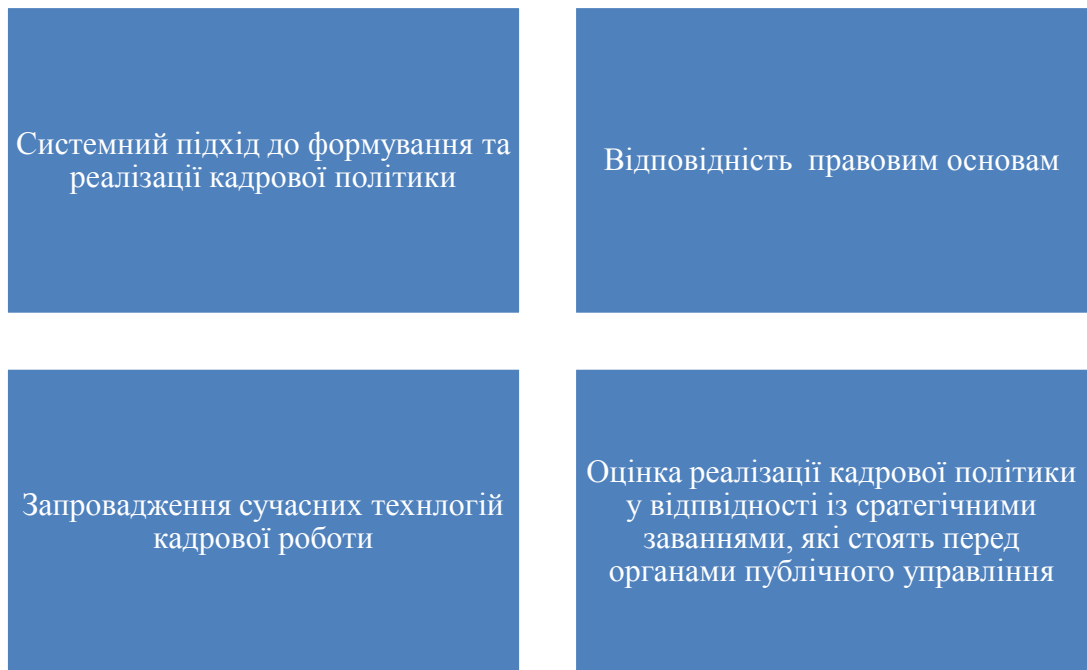 Системний підхід до формування та
реалізації кадрової політики
Відповідність  правовим основам
Запровадження сучасних технлогій
кадрової роботи
Оцінка реалізації кадрової політики
у відпвідності із сратегічними
заваннями, які стоять перед
органами публічного управління